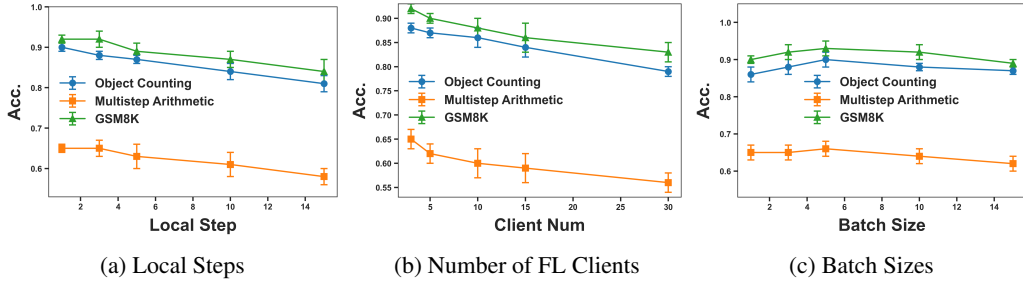 1.0
0.9
0.8
0.7
0.6
Acc.
Object Counting
Multistep Arithmetic
GSM8K
2 4 6 8 10 12 14
Local Step
(a) Local Steps
0.90
0.85
0.80
0.75
0.70
0.65
0.60
0.55
Acc.
Object Counting
Multistep Arithmetic
GSM8K
5 10 15 20 25 30
Client Num
(b) Number of FL Clients
1.0
0.9
0.8
0.7
0.6
Acc.
Object Counting
Multistep Arithmetic
GSM8K
2 4 6 8 10 12 14
Batch Size
(c) Batch Sizes